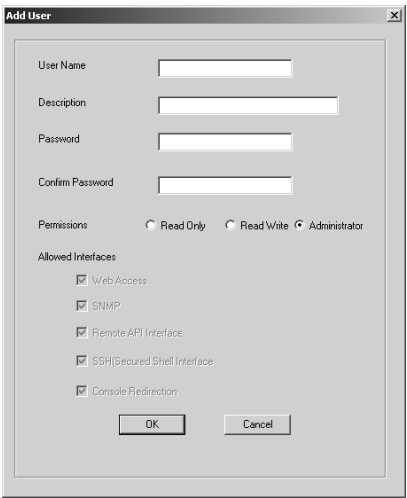 Add User
User Name
Description
Password
Confirm Password
Permissions Read Only Read Write Administrator
Allowed Interfaces
Web Access
SNMP
Remote API Interface
SSH(Secured Shell Interface
Console Redirection
OK Cancel